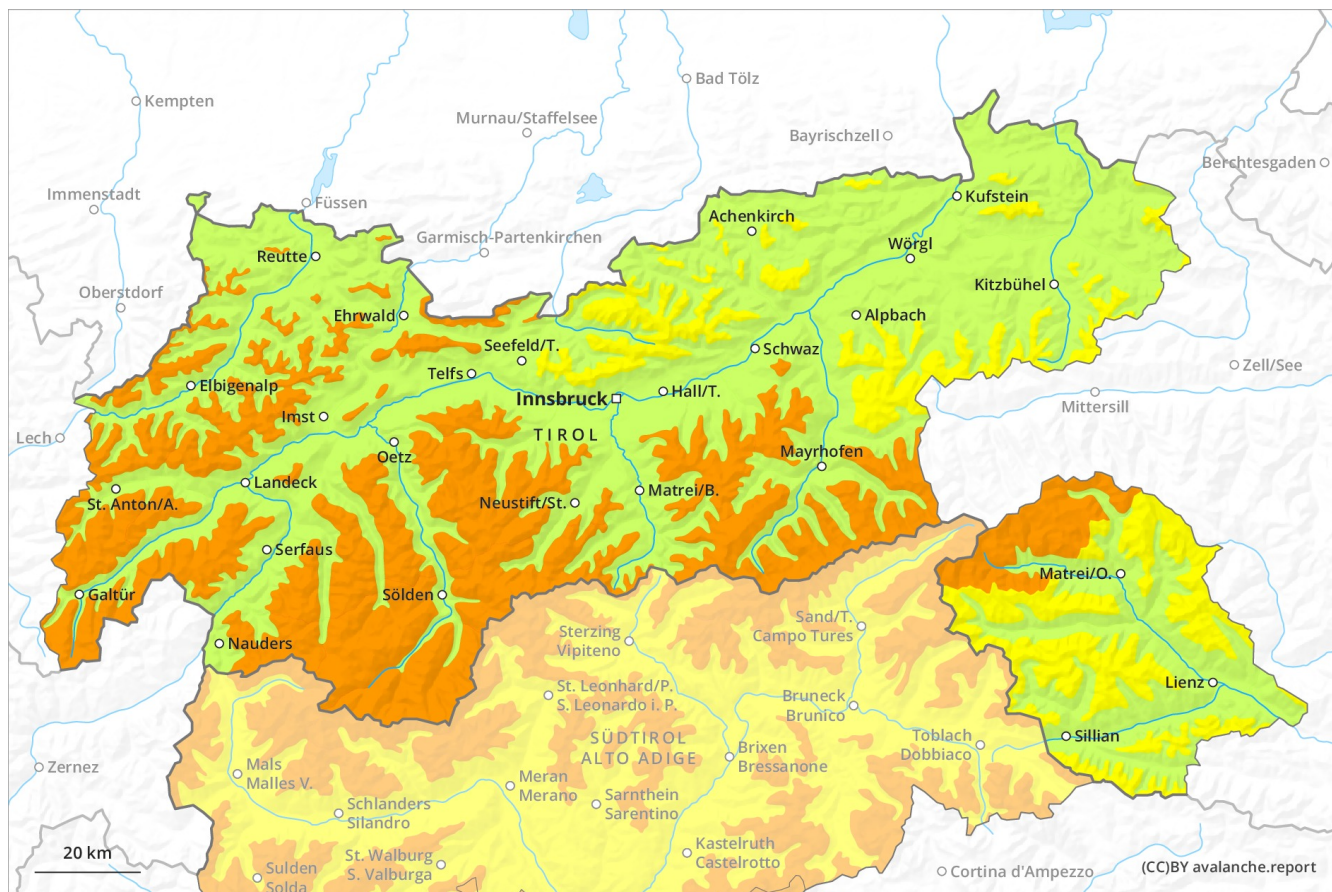 Kempten
Bad Tölz
Murnau/Staffelsee
Bayrischzell
Berchtesgaden
Immenstadt
Füssen
Kufstein
Achenkirch
Garmisch-Partenkirchen
Reutte
Wörgl
Oberstdorf
Kitzbühel
Ehrwald
Alpbach
Seefeld/T.
Schwaz
Zell/See
Telfs
Elbigenalp
Hall/T.
Innsbruck
Mittersill
Imst
Lech
TIROL
Oetz
Mayrhofen
Landeck
Matrei/B.
St. Anton/A.
Neustift/St.
Serfaus
Matrei/O.
Galtür
Sölden
Sand/T.
Campo Tures
Sterzing
Vipiteno
Nauders
Lienz
St. Leonhard/P.
S. Leonardo i. P.
Bruneck
Brunico
Sillian
SÜDTIROL
ALTO ADIGE
Toblach
Dobbiaco
Brixen
Bressanone
Zernez
Mals
Malles V.
Meran
Merano
Sarnthein
Sarentino
Schlanders
Silandro
Kastelruth
Castelrotto
20 km
St. Walburg
S. Valburga
Sulden
Solda
Cortina d'Ampezzo
(CC)BY avalanche.report